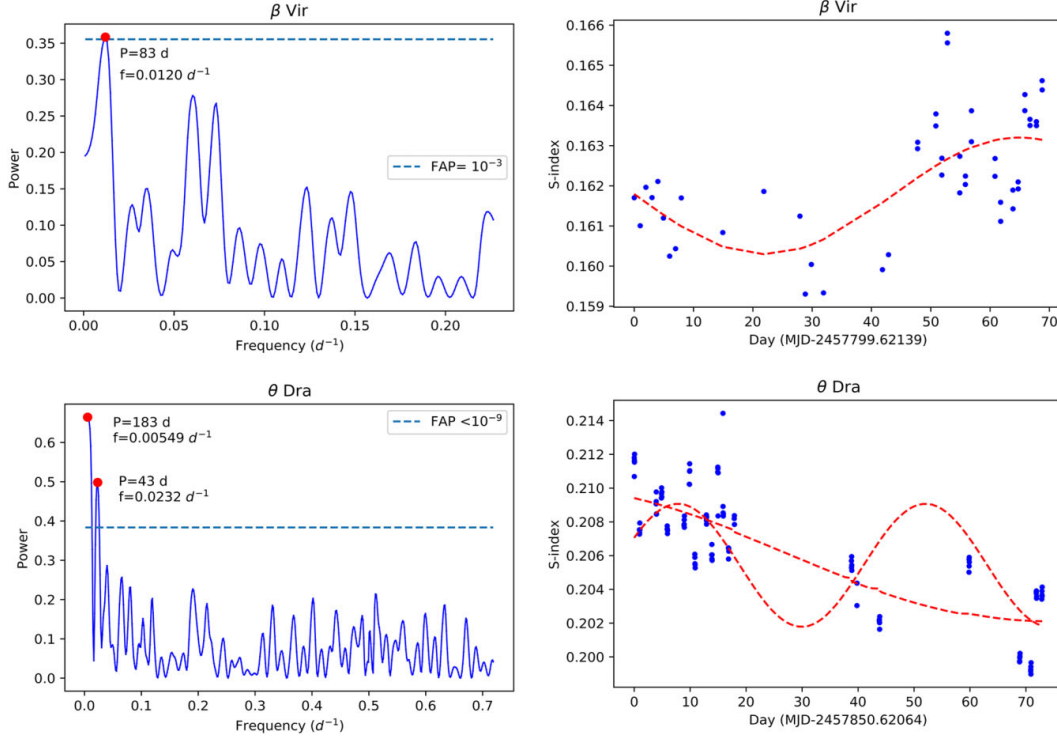 β Vir
0.40
0.35
0.30
0.25
0.20
0.15
0.10
0.05
0.00
Power
P=83 d
f=0.0120 d⁻¹
FAP= 10⁻³
0.00 0.05 0.10 0.15 0.20
Frequency (d⁻¹)
β Vir
0.166
0.165
0.164
0.163
0.162
0.161
0.160
0.159
S-index
0 10 20 30 40 50 60 70
Day (MJD-2457799.62139)
θ Dra
0.6
0.5
0.4
0.3
0.2
0.1
0.0
Power
P=183 d
f=0.00549 d⁻¹
P=43 d
f=0.0232 d⁻¹
FAP <10⁻⁹
0.0 0.1 0.2 0.3 0.4 0.5 0.6 0.7
Frequency (d⁻¹)
θ Dra
0.214
0.212
0.210
0.208
0.206
0.204
0.202
0.200
S-index
0 10 20 30 40 50 60 70
Day (MJD-2457850.62064)